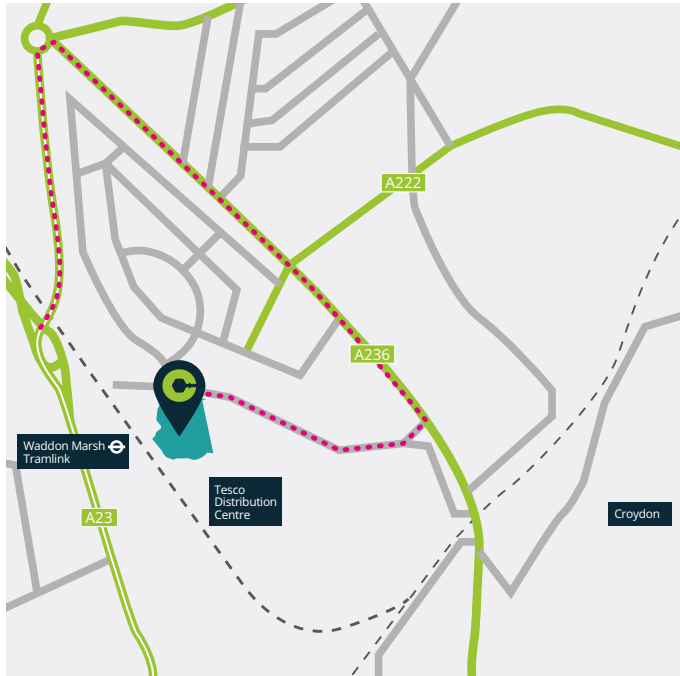 A222
A236
Waddon Marsh
Tramlink
Tesco
Distribution
Centre
A23
Croydon